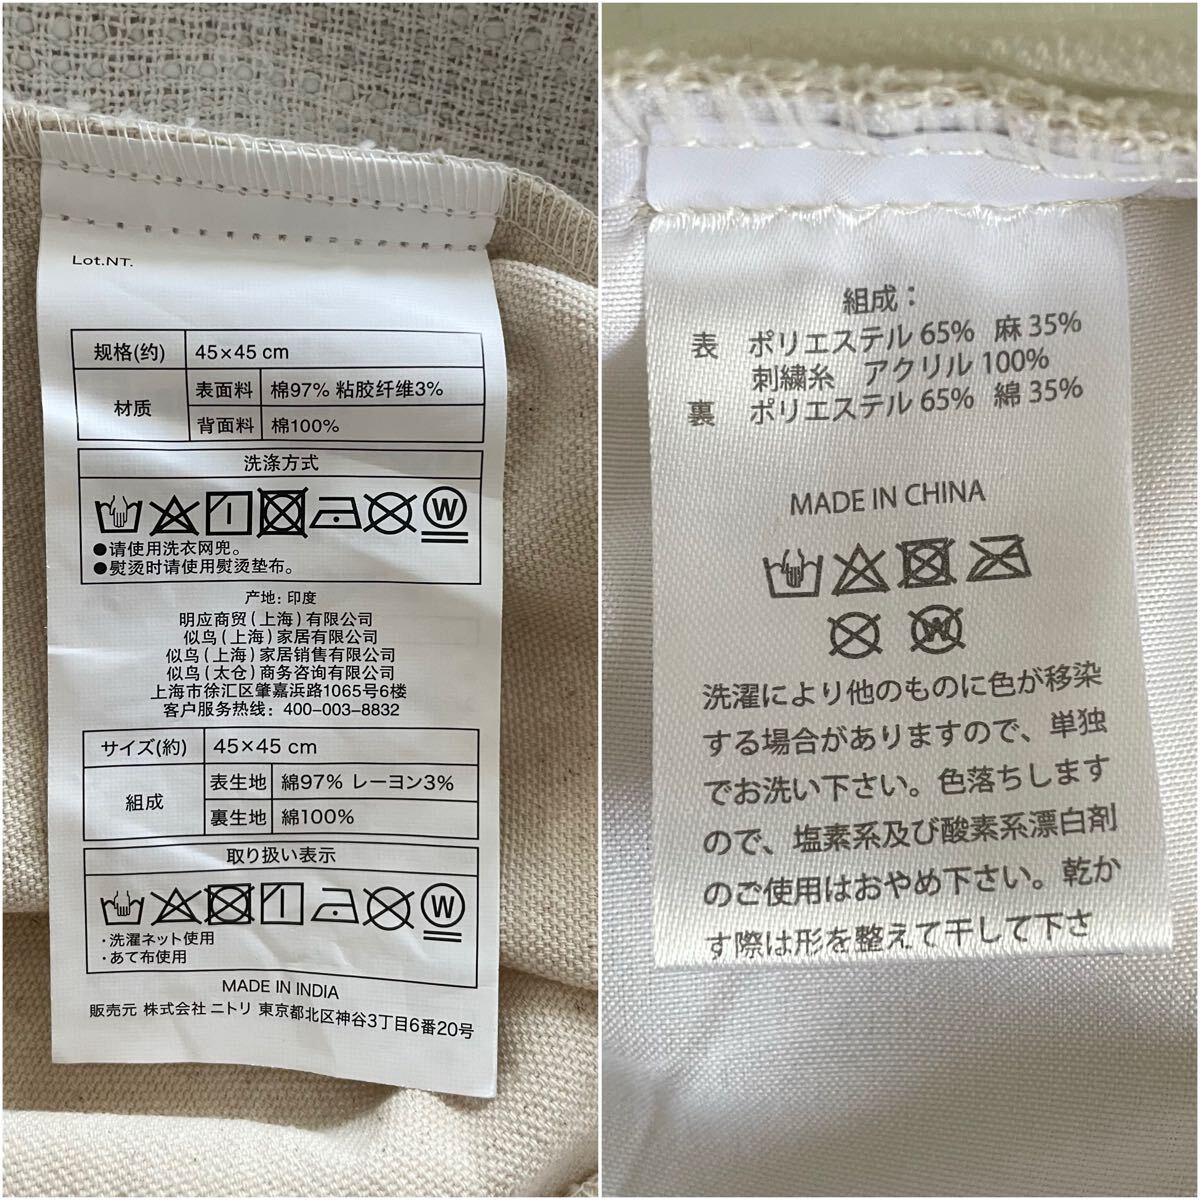 Lot.NT.
规格(约) 45×45 cm
材质 表面料 棉97% 粘胶纤维3%
背面料 棉100%
洗涤方式
W
●请使用洗衣网兜。
●熨烫时请使用熨烫垫布。
产地: 印度
明应商贸(上海)有限公司
似鸟(上海)家居有限公司
似鸟(上海)家居销售有限公司
似鸟(太仓)商务咨询有限公司
上海市徐汇区肇嘉浜路1065号6楼
客户服务热线: 400-003-8832
サイズ(約) 45×45 cm
組成 表生地 綿97% レーヨン3%
裏生地 綿100%
取り扱い表示
W
・洗濯ネット使用
・あて布使用
MADE IN INDIA
販売元 株式会社 ニトリ 東京都北区神谷3丁目6番20号
組成：
表 ポリエステル 65% 麻 35%
刺繍糸 アクリル 100%
裏 ポリエステル 65% 綿 35%
MADE IN CHINA
W
洗濯により他のものに色が移染
する場合がありますので、単独
でお洗い下さい。色落ちします
ので、塩素系及び酸素系漂白剤
のご使用はおやめ下さい。乾か
す際は形を整えて干して下さ